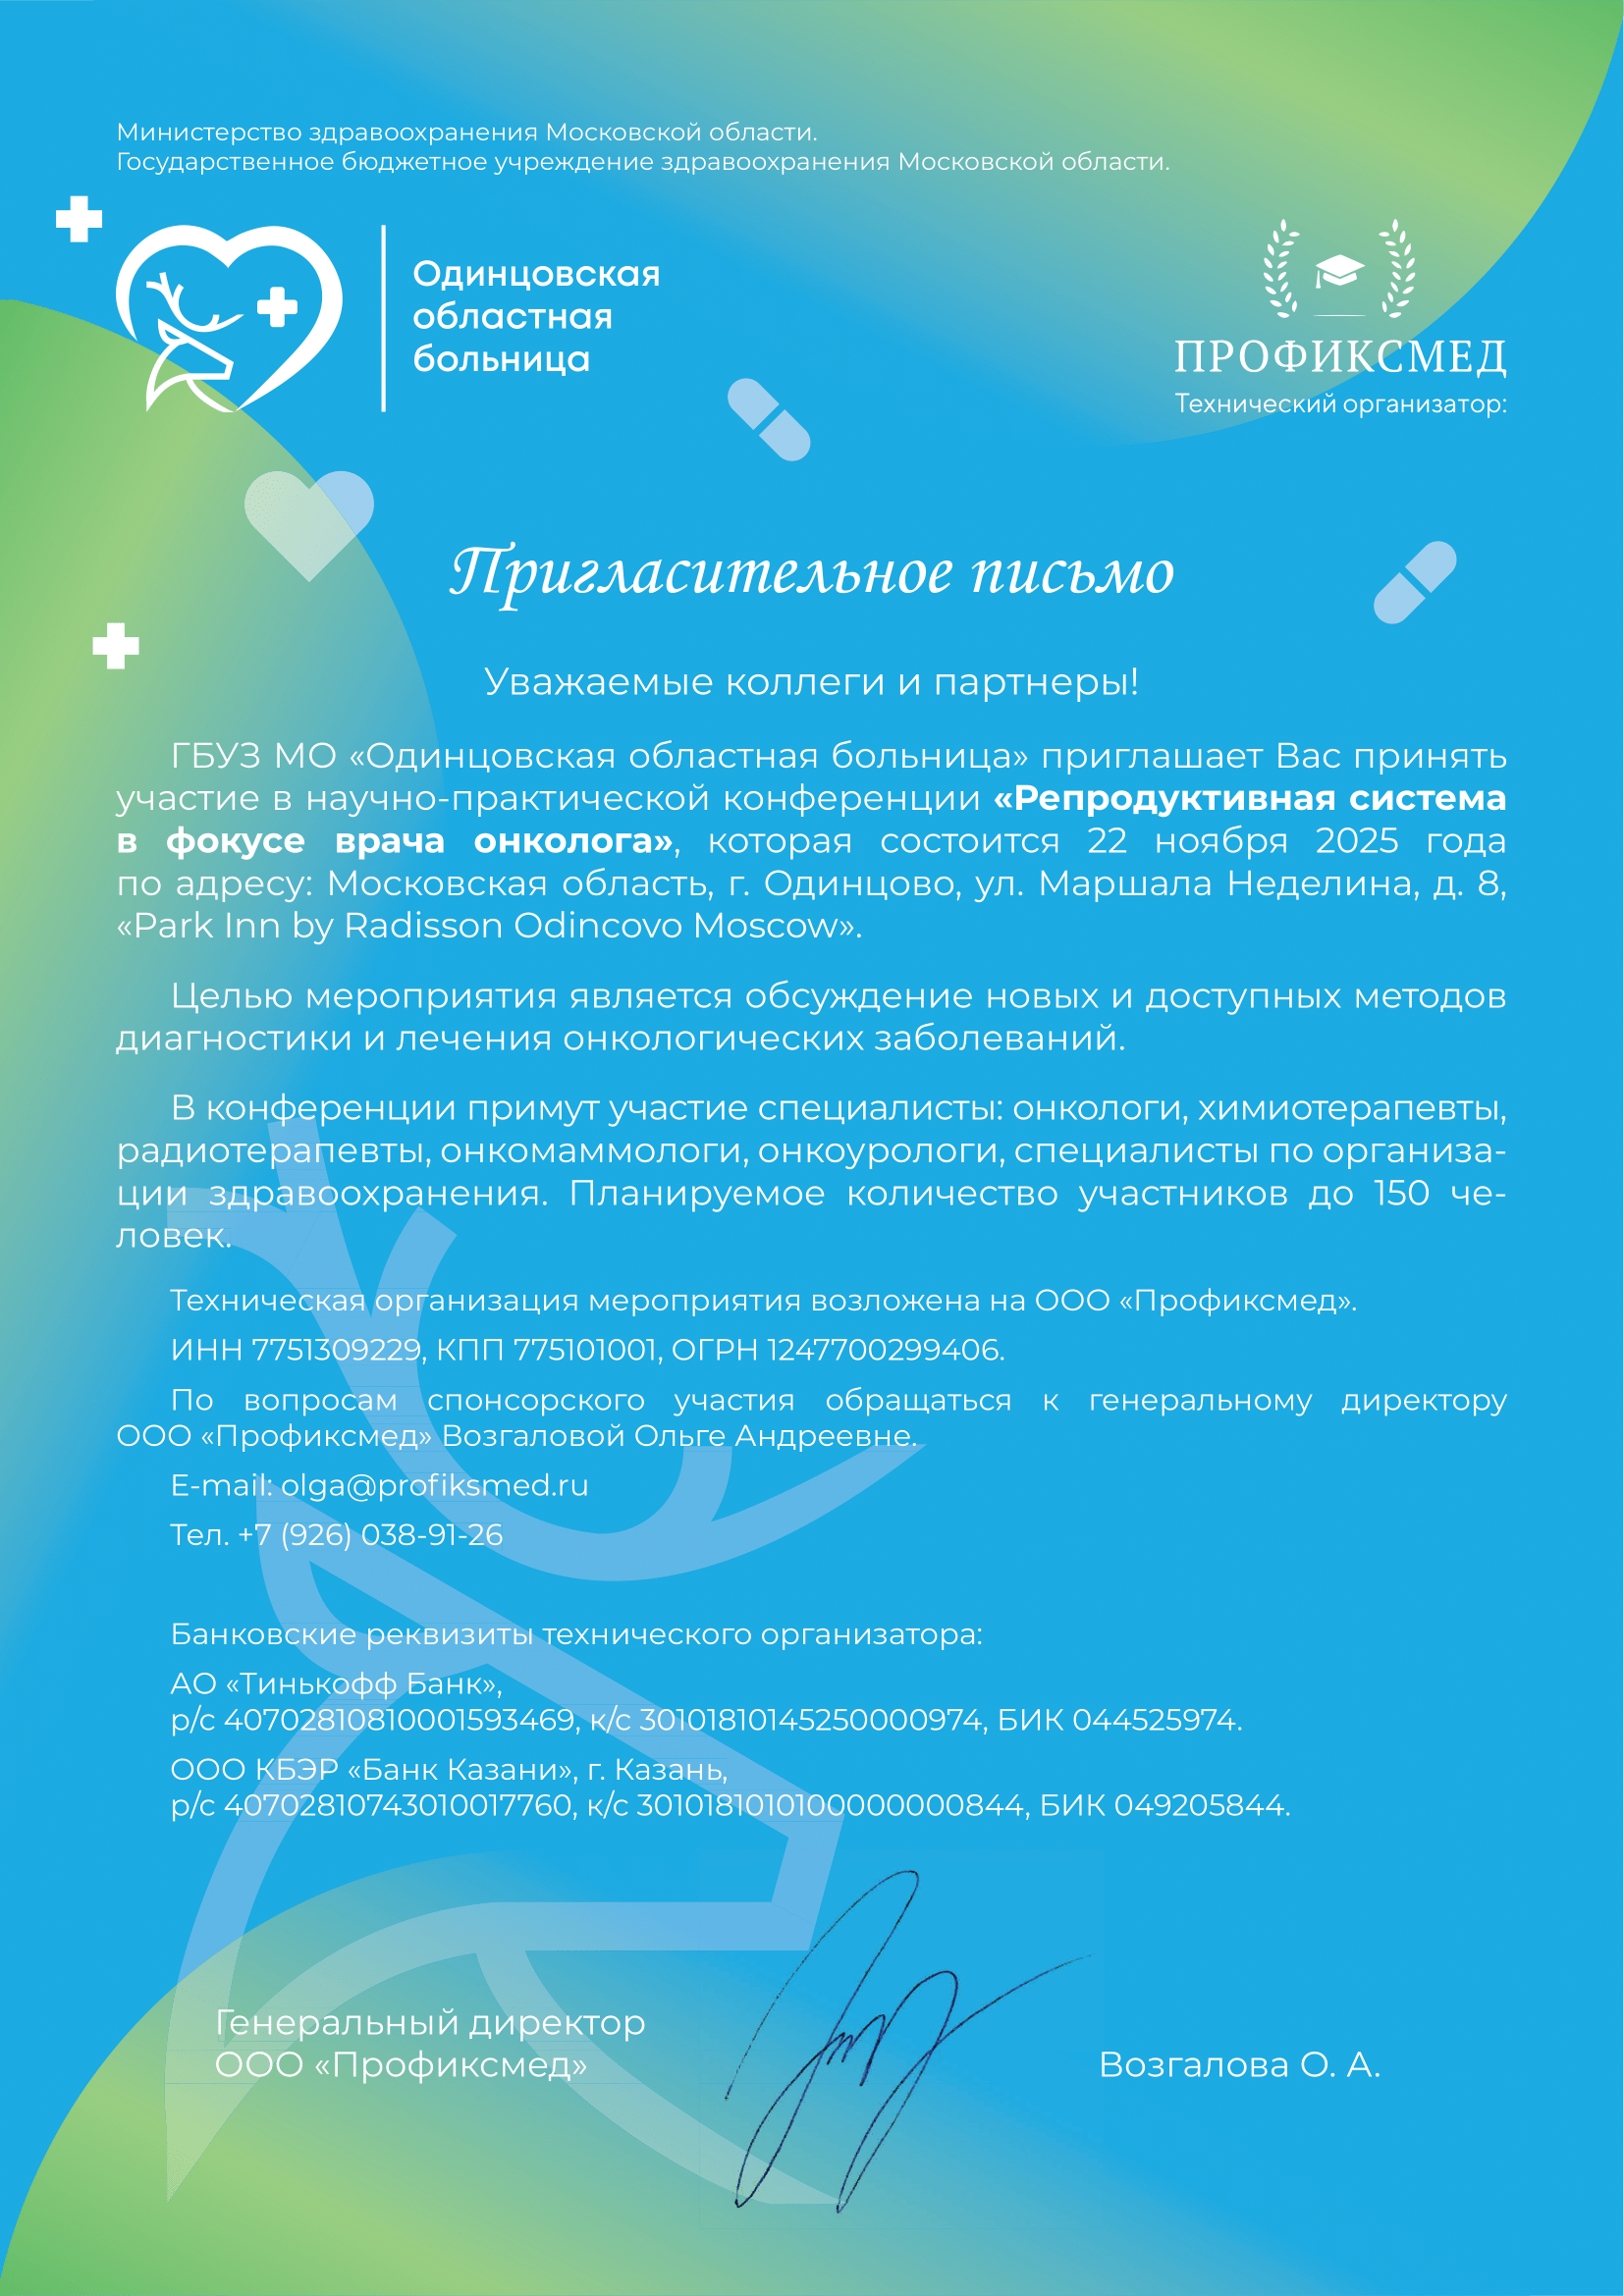 Министерство здравоохранения Московской области.
Государственное бюджетное учреждение здравоохранения Московской области.
Одинцовская
областная
больница
ПРОФИКСМЕД
Технический организатор:
Пригласительное письмо
Уважаемые коллеги и партнеры!
ГБУЗ МО «Одинцовская областная больница» приглашает Вас принять
участие в научно-практической конференции «Репродуктивная система
в фокусе врача онколога», которая состоится 22 ноября 2025 года
по адресу: Московская область, г. Одинцово, ул. Маршала Неделина, д. 8,
«Park Inn by Radisson Odincovo Moscow».
Целью мероприятия является обсуждение новых и доступных методов
диагностики и лечения онкологических заболеваний.
В конференции примут участие специалисты: онкологи, химиотерапевты,
радиотерапевты, онкомаммологи, онкоурологи, специалисты по организа-
ции здравоохранения. Планируемое количество участников до 150 че-
ловек.
Техническая организация мероприятия возложена на ООО «Профиксмед».
ИНН 7751309229, КПП 775101001, ОГРН 1247700299406.
По вопросам спонсорского участия обращаться к генеральному директору
ООО «Профиксмед» Возгаловой Ольге Андреевне.
E-mail: olga@profiksmed.ru
Тел. +7 (926) 038-91-26
Банковские реквизиты технического организатора:
АО «Тинькофф Банк»,
р/с 40702810810001593469, к/с 30101810145250000974, БИК 044525974.
ООО КБЭР «Банк Казани», г. Казань,
р/с 40702810743010017760, к/с 3010181010100000000844, БИК 049205844.
Генеральный директор
ООО «Профиксмед»
Возгалова О. А.